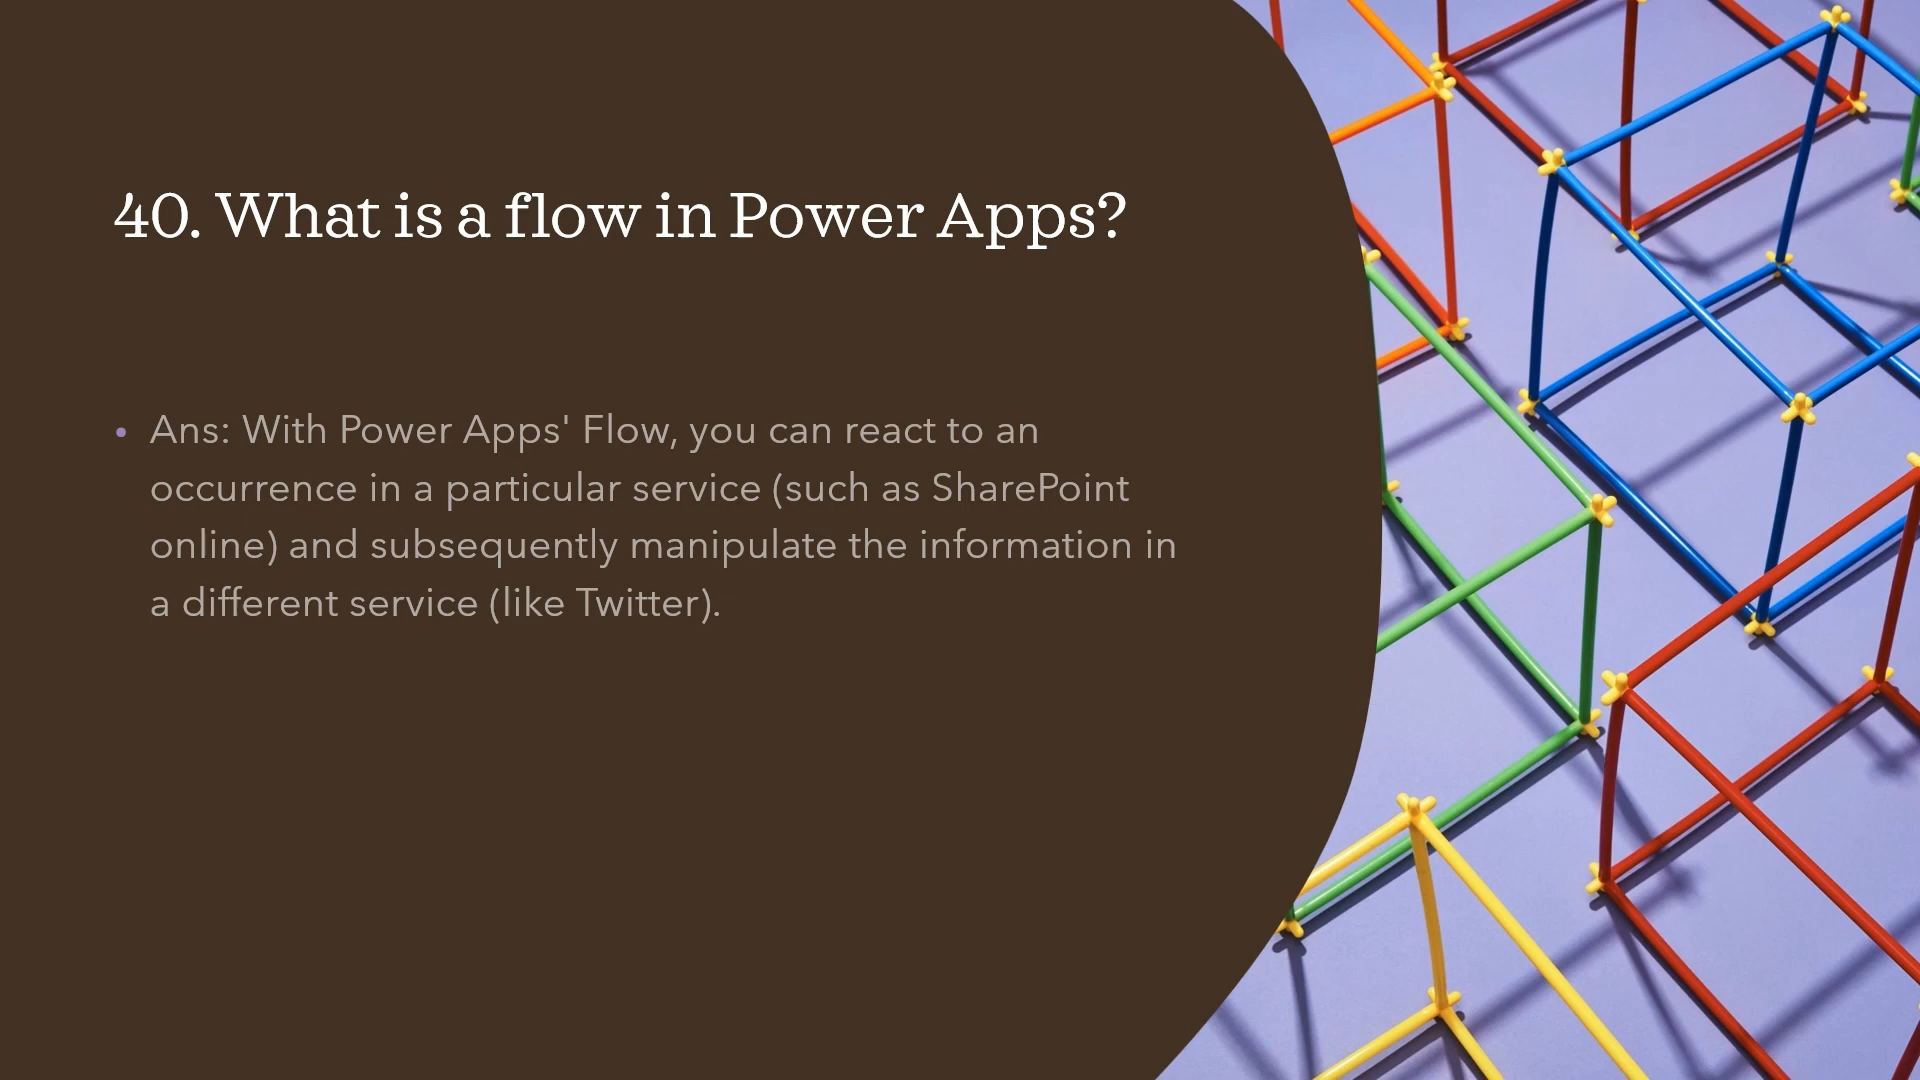 40. What is a flow in Power Apps?
• Ans: With Power Apps' Flow, you can react to an
occurrence in a particular service (such as SharePoint
online) and subsequently manipulate the information in
a different service (like Twitter).